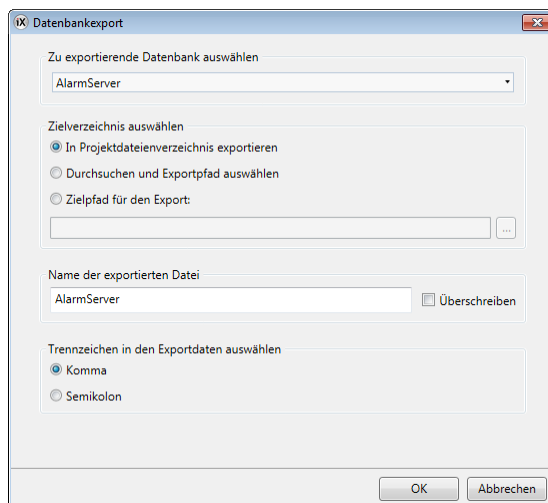 iX Datenbankexport
Zu exportierende Datenbank auswählen
AlarmServer
Zielverzeichnis auswählen
In Projektdateienverzeichnis exportieren
Durchsuchen und Exportpfad auswählen
Zielpfad für den Export:
...
Name der exportierten Datei
AlarmServer
Überschreiben
Trennzeichen in den Exportdaten auswählen
Komma
Semikolon
OK
Abbrechen